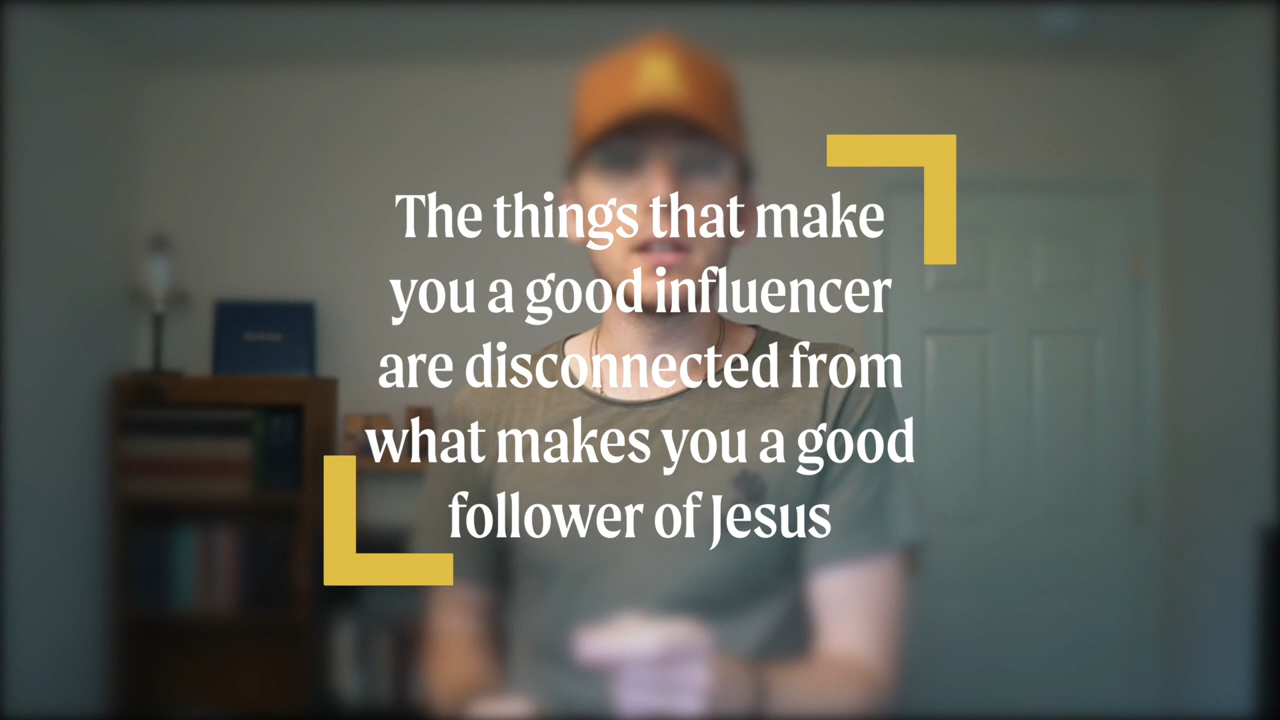 The things that make
you a good influencer
are disconnected from
what makes you a good
follower of Jesus